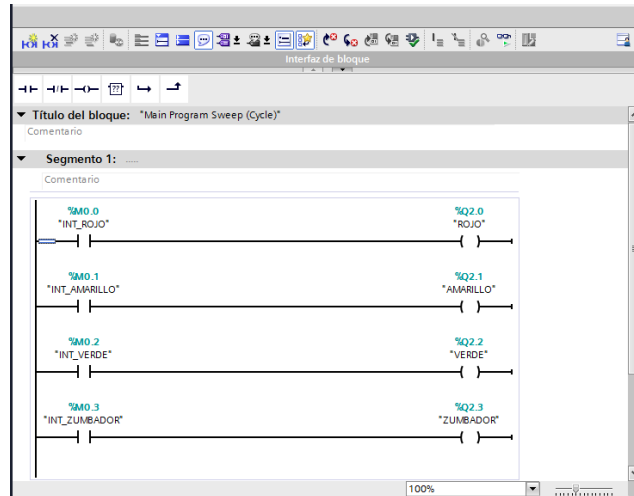 Interfaz de bloque
Título del bloque: "Main Program Sweep (Cycle)"
Comentario
Segmento 1: .....
Comentario
%M0.0 %Q2.0
"INT_ROJO" "ROJO"
%M0.1 %Q2.1
"INT_AMARILLO" "AMARILLO"
%M0.2 %Q2.2
"INT_VERDE" "VERDE"
%M0.3 %Q2.3
"INT_ZUMBADOR" "ZUMBADOR"
100%